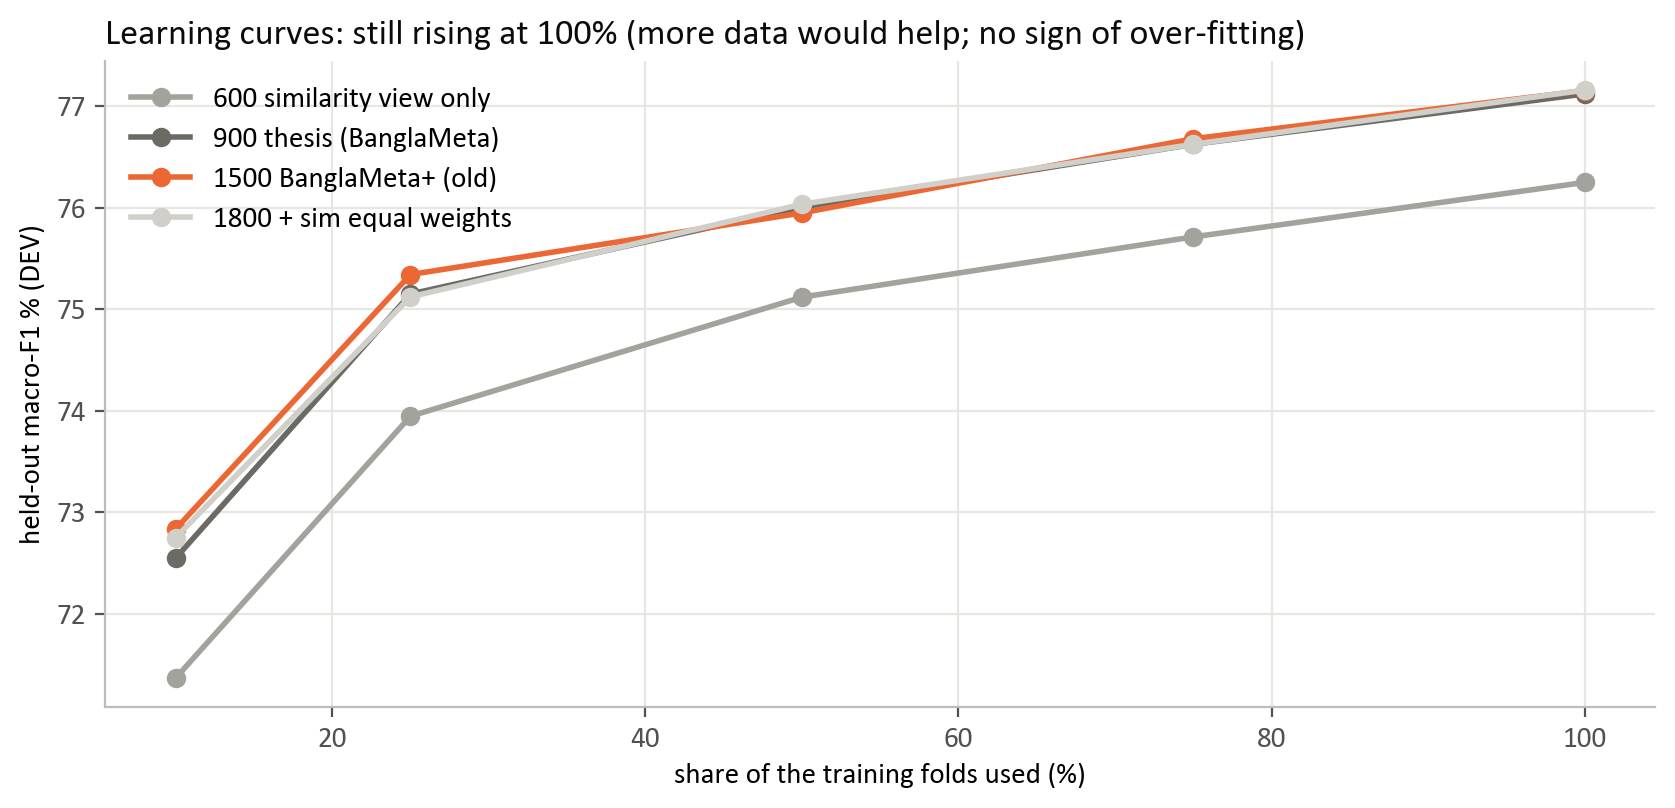 Learning curves: still rising at 100% (more data would help; no sign of over-fitting)
600 similarity view only
900 thesis (BanglaMeta)
1500 BanglaMeta+ (old)
1800 + sim equal weights
held-out macro-F1 % (DEV)
77
76
75
74
73
72
20 40 60 80 100
share of the training folds used (%)